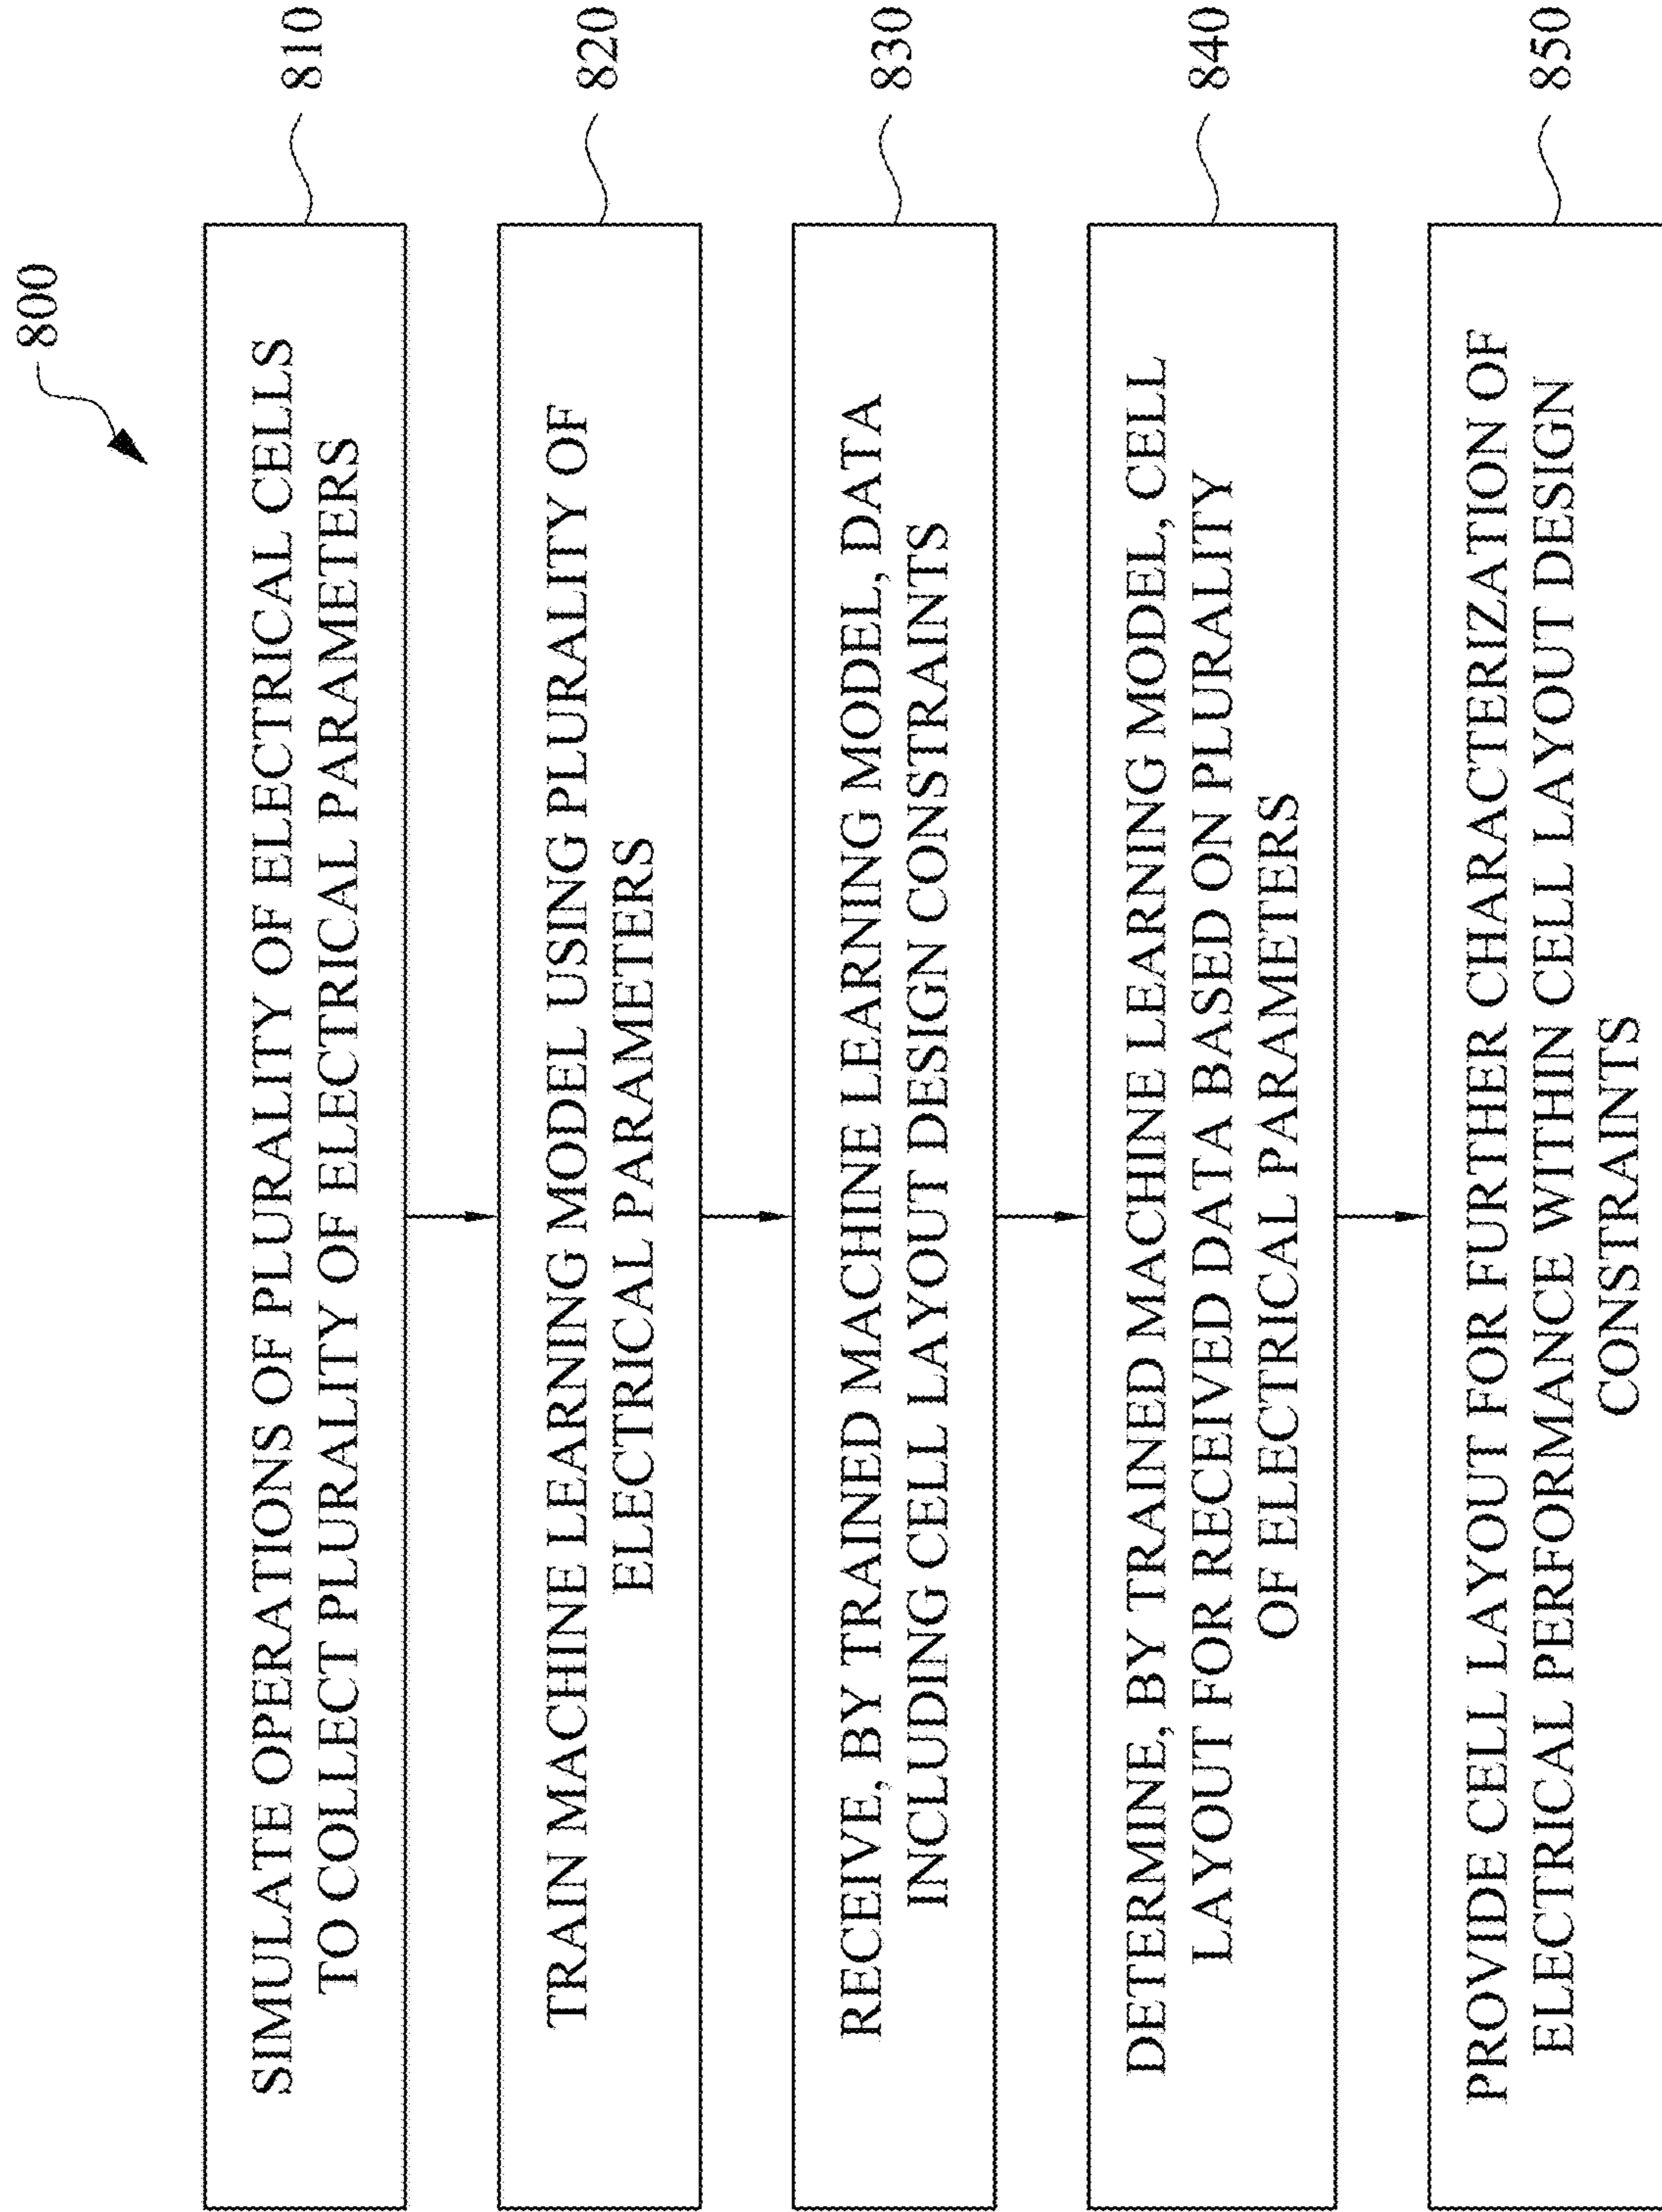 800
SIMULATE OPERATIONS OF PLURALITY OF ELECTRICAL CELLS
TO COLLECT PLURALITY OF ELECTRICAL PARAMETERS
810
TRAIN MACHINE LEARNING MODEL USING PLURALITY OF
ELECTRICAL PARAMETERS
820
RECEIVE, BY TRAINED MACHINE LEARNING MODEL, DATA
INCLUDING CELL LAYOUT DESIGN CONSTRAINTS
830
DETERMINE, BY TRAINED MACHINE LEARNING MODEL, CELL
LAYOUT FOR RECEIVED DATA BASED ON PLURALITY
OF ELECTRICAL PARAMETERS
840
PROVIDE CELL LAYOUT FOR FURTHER CHARACTERIZATION OF
ELECTRICAL PERFORMANCE WITHIN CELL LAYOUT DESIGN
CONSTRAINTS
850